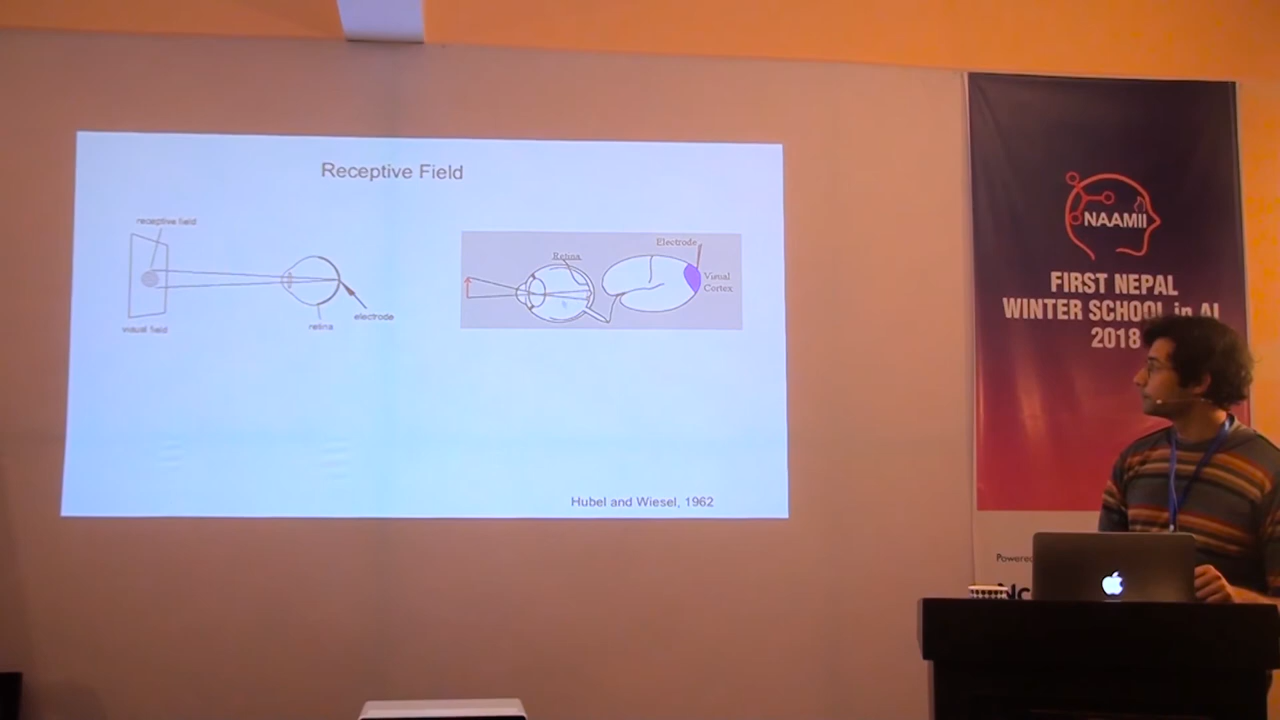 Receptive Field
receptive field
visual field
retina
electrode
Electrode
Retina
Visual
Cortex
Hubel and Wiesel, 1962
NAAMII
FIRST NEPAL
WINTER SCHOOL in AI
2018
Powered